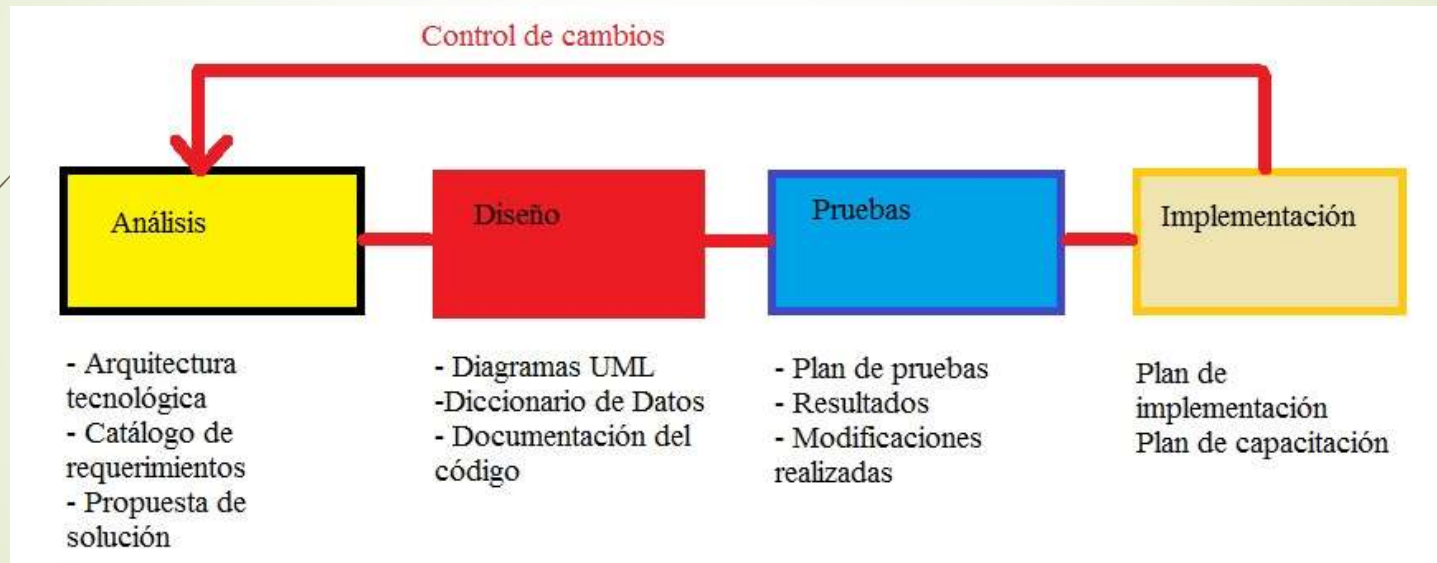 Control de cambios
Análisis
Diseño
Pruebas
Implementación
- Arquitectura
tecnológica
- Catálogo de
requerimientos
- Propuesta de
solución
- Diagramas UML
-Diccionario de Datos
- Documentación del
código
- Plan de pruebas
- Resultados
- Modificaciones
realizadas
Plan de
implementación
Plan de capacitación